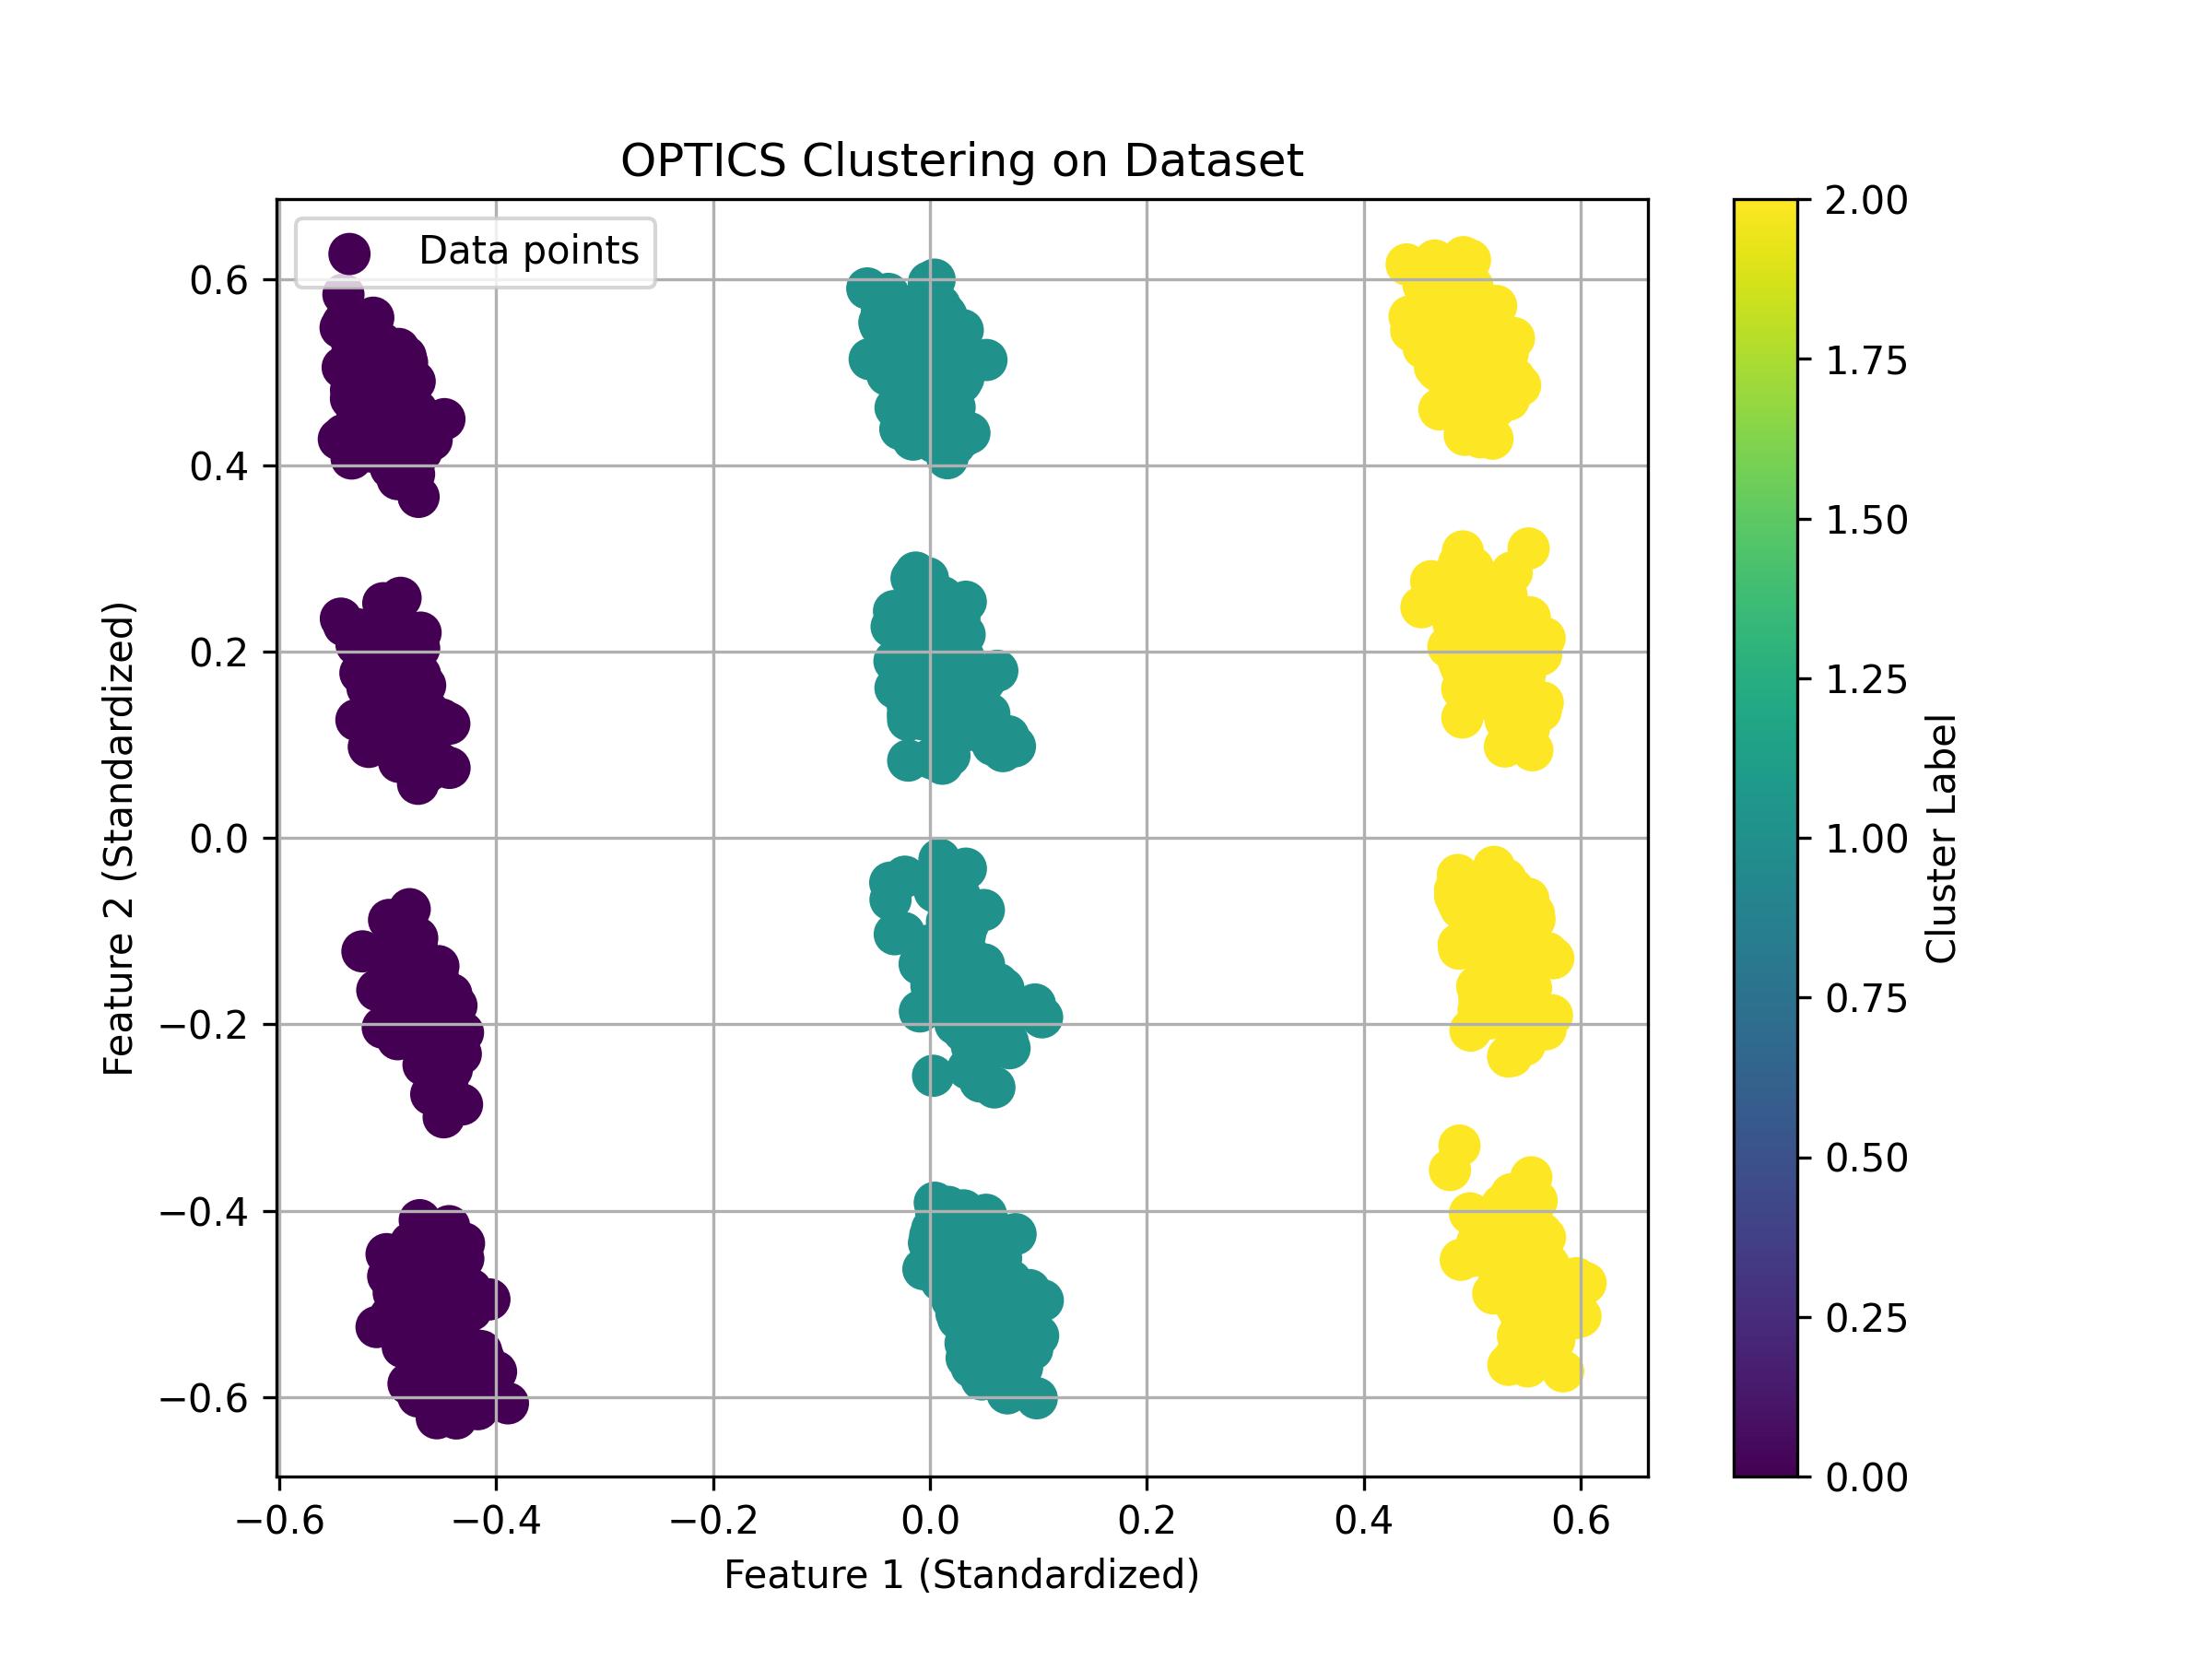 OPTICS Clustering on Dataset
Data points
0.6
0.4
0.2
0.0
−0.2
−0.4
−0.6
Feature 2 (Standardized)
−0.6 −0.4 −0.2 0.0 0.2 0.4 0.6
Feature 1 (Standardized)
2.00
1.75
1.50
1.25
1.00
0.75
0.50
0.25
0.00
Cluster Label